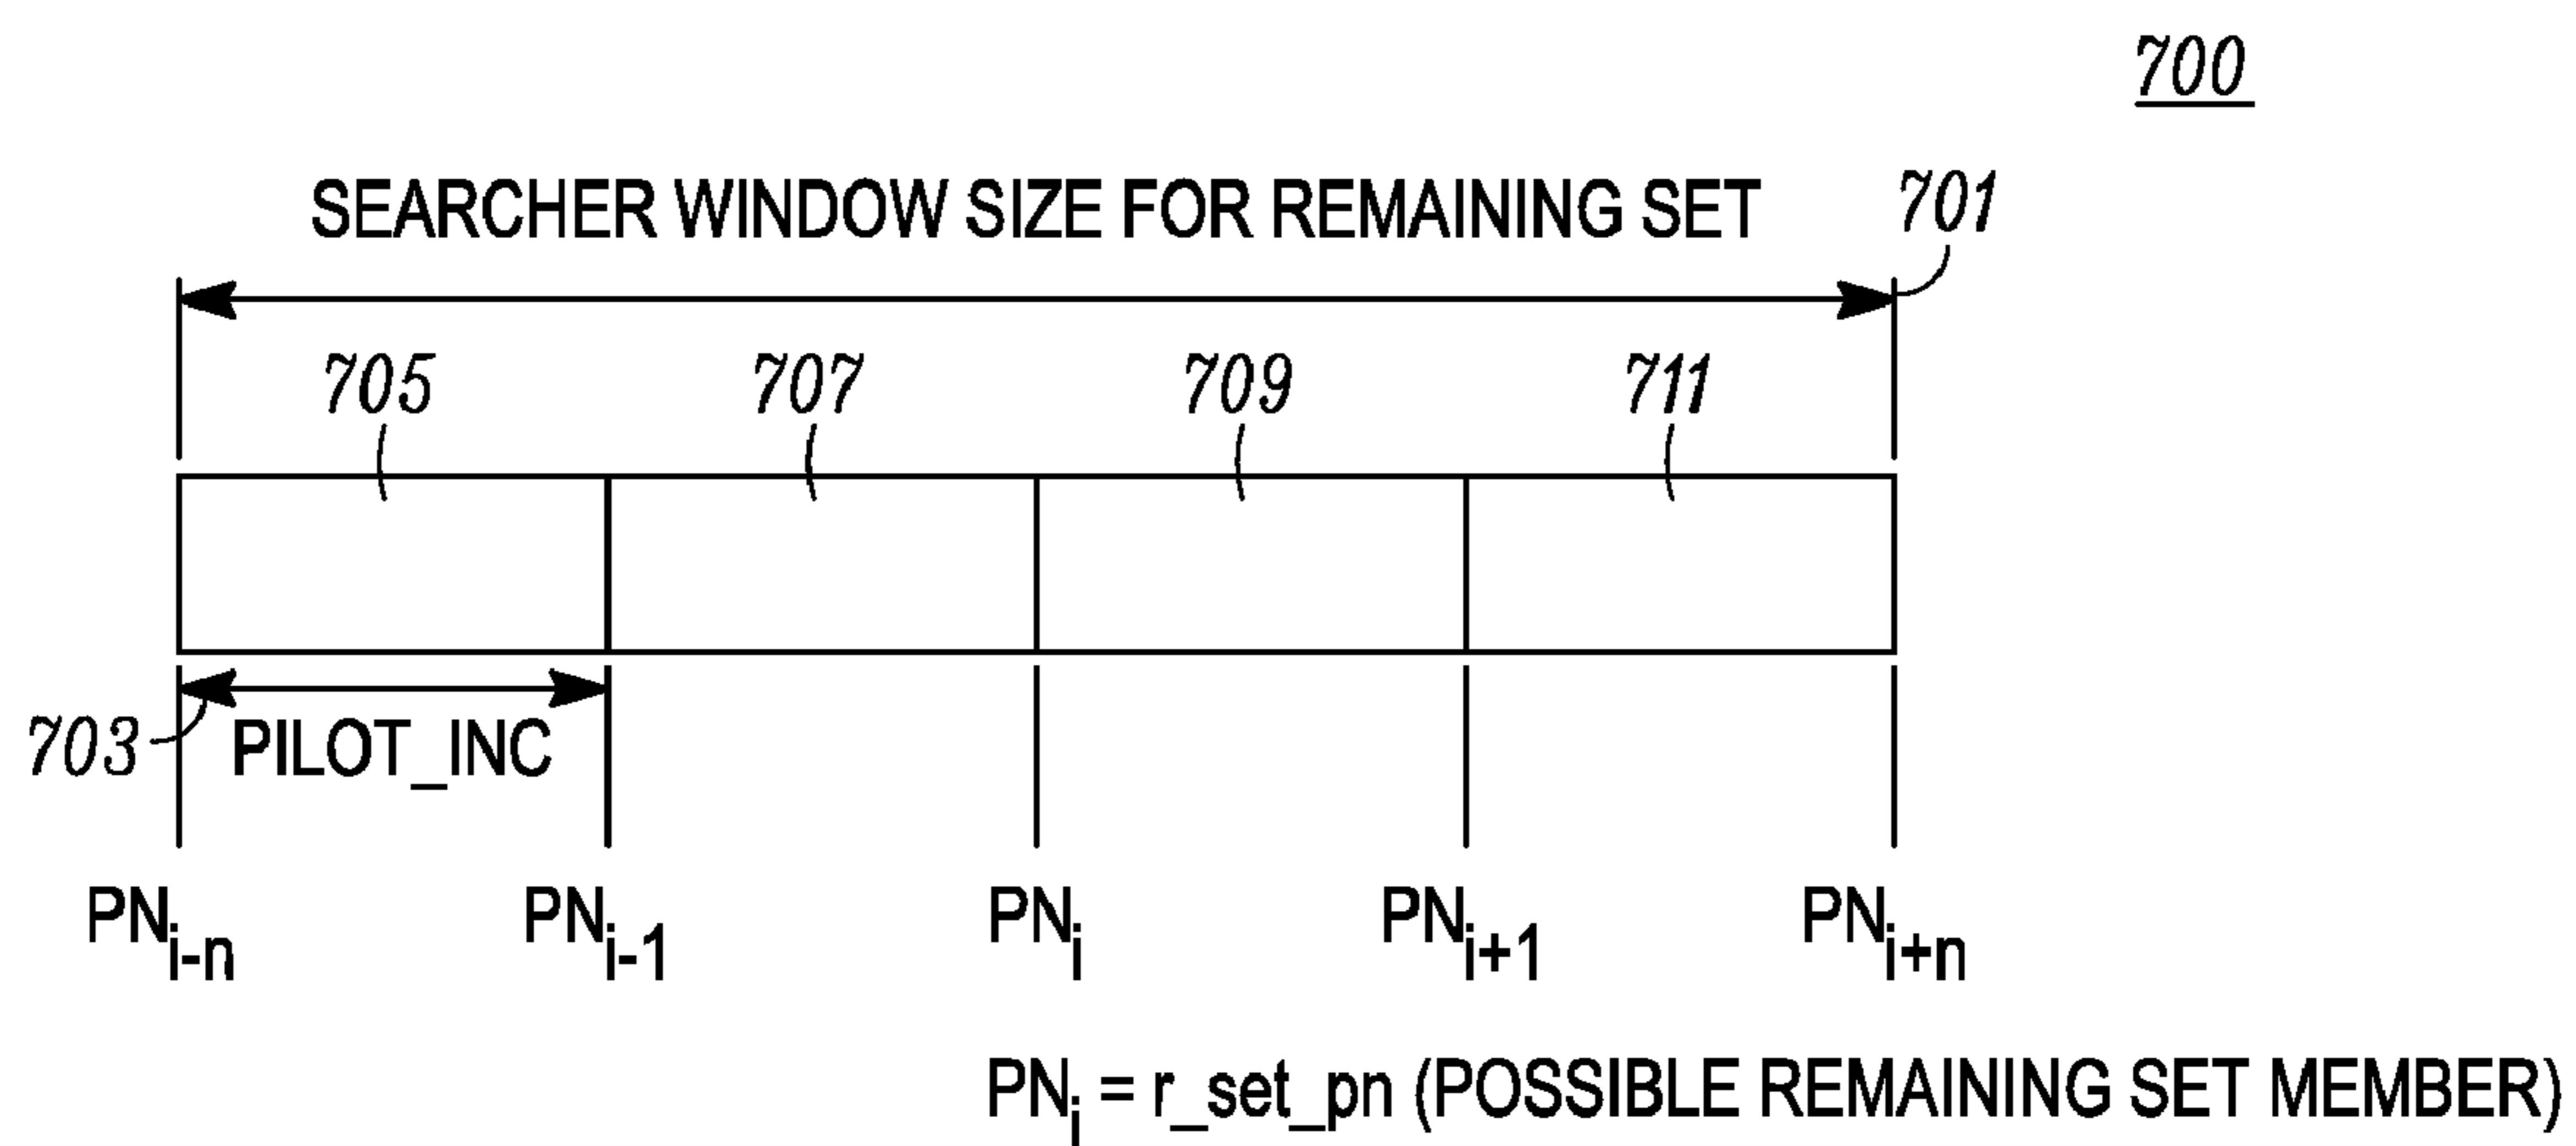 700
SEARCHER WINDOW SIZE FOR REMAINING SET 701
705 707 709 711
703 PILOT_INC
PNi-n PNi-1 PNi PNi+1 PNi+n
PNi = r_set_pn (POSSIBLE REMAINING SET MEMBER)